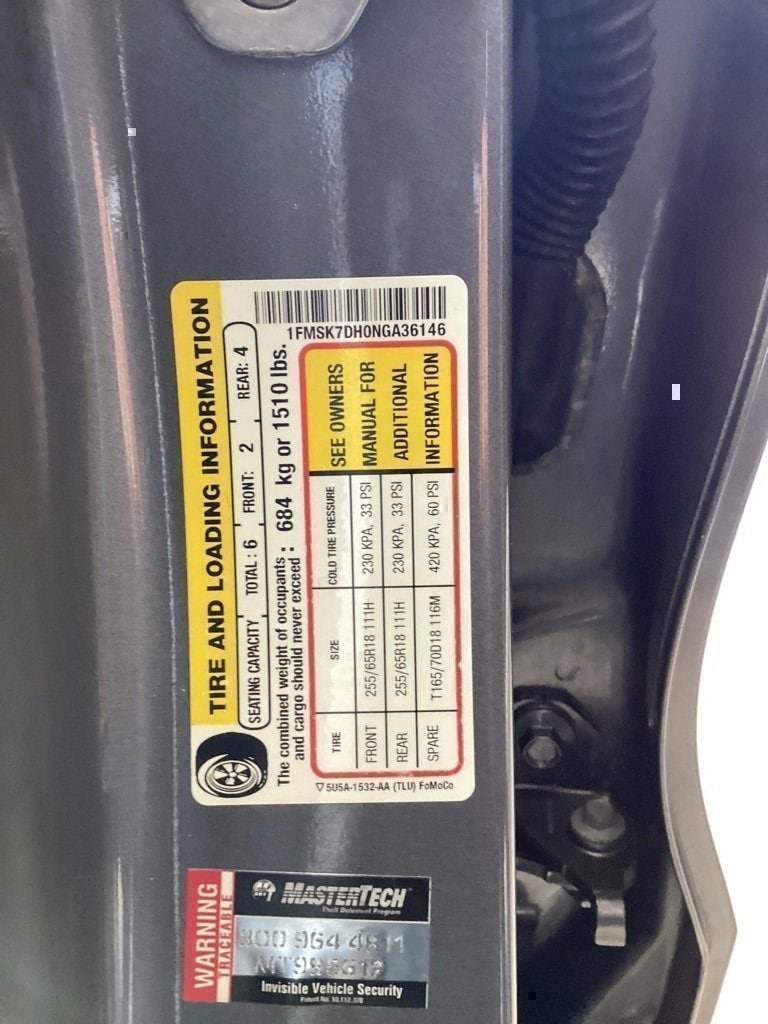 TIRE AND LOADING INFORMATION
SEATING CAPACITY TOTAL : 6 FRONT: 2 REAR: 4
The combined weight of occupants and cargo should never exceed : 684 kg or 1510 lbs.
1FMSK7DH0NGA36146
TIRE SIZE COLD TIRE PRESSURE
FRONT 255/65R18 111H 230 KPA, 33 PSI
REAR 255/65R18 111H 230 KPA, 33 PSI
SPARE T165/70D18 116M 420 KPA, 60 PSI
SEE OWNERS
MANUAL FOR
ADDITIONAL
INFORMATION
5U5A-1532-AA (TLU) FoMoCo
WARNING
TRACEABLE
MASTERTECH
Theft Deterrent Program
800 964 4811
Invisible Vehicle Security